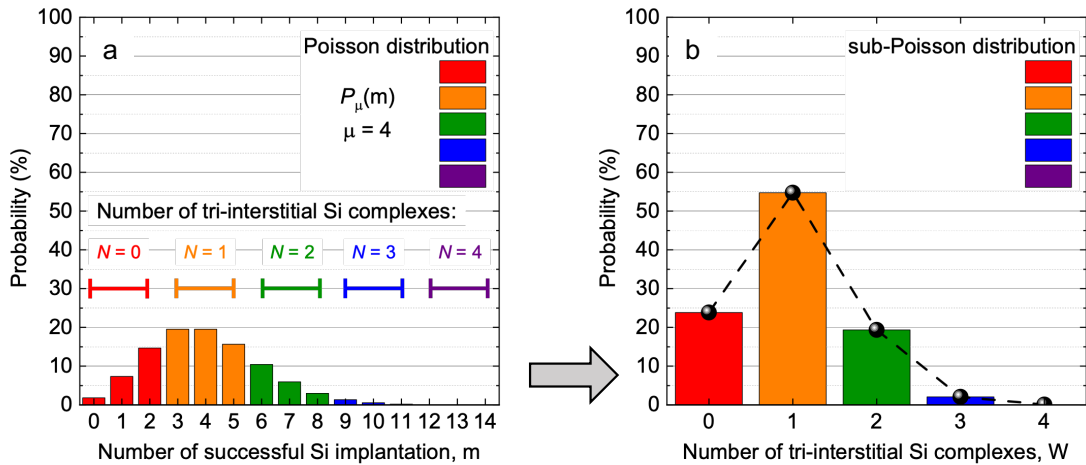 a
Poisson distribution
Pμ(m)
μ = 4
Number of tri-interstitial Si complexes:
N = 0 N = 1 N = 2 N = 3 N = 4
100
90
80
70
60
50
40
30
20
10
0
Probability (%)
0 1 2 3 4 5 6 7 8 9 10 11 12 13 14
Number of successful Si implantation, m
b
sub-Poisson distribution
100
90
80
70
60
50
40
30
20
10
0
Probability (%)
0 1 2 3 4
Number of tri-interstitial Si complexes, W